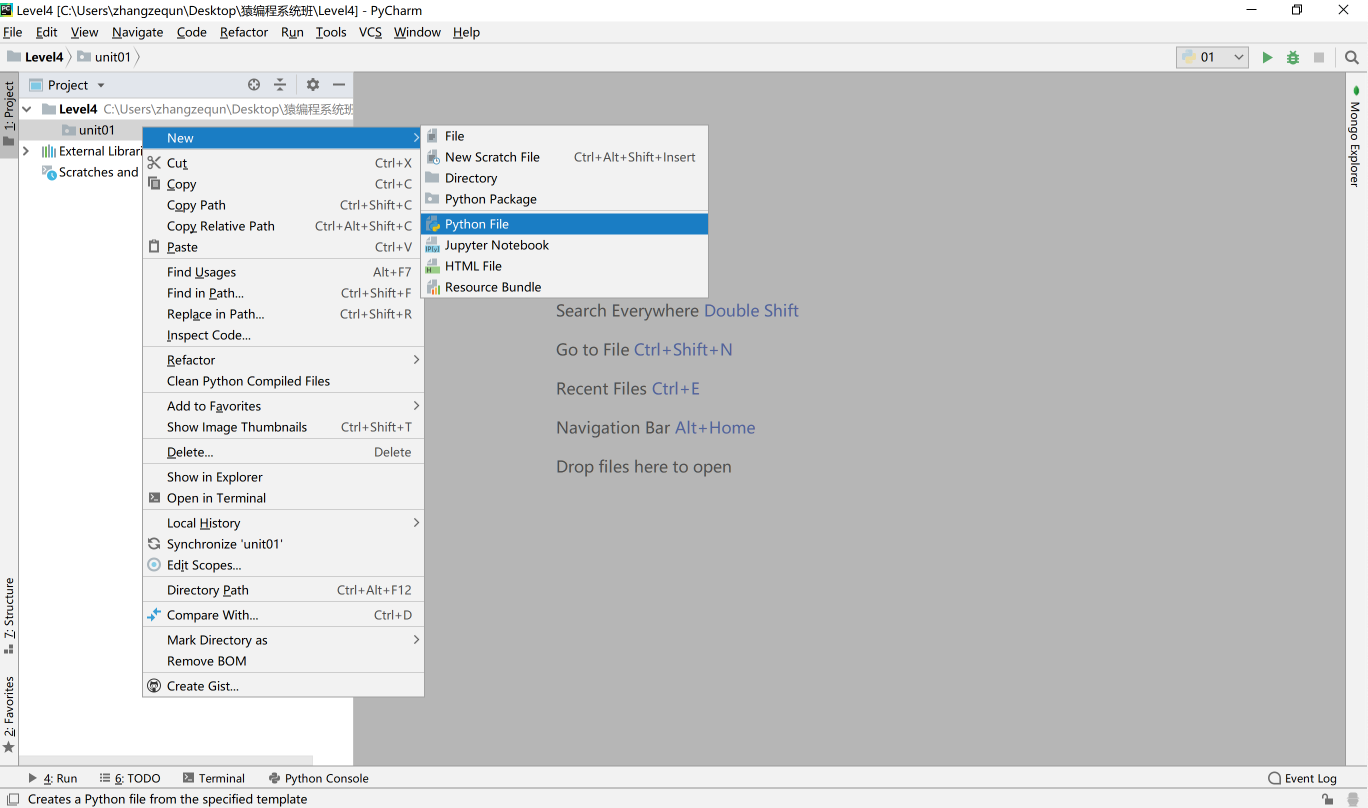 Level4 [C:\Users\zhangzequn\Desktop\猿编程系统班\Level4] - PyCharm
File Edit View Navigate Code Refactor Run Tools VCS Window Help
Level4 unit01 01
Project
Level4 C:\Users\zhangzequn\Desktop\猿编程系统班
unit01
External Librari
Scratches and
1: Project
7: Structure
2: Favorites
New
Cut Ctrl+X
Copy Ctrl+C
Copy Path Ctrl+Shift+C
Copy Relative Path Ctrl+Alt+Shift+C
Paste Ctrl+V
Find Usages Alt+F7
Find in Path... Ctrl+Shift+F
Replace in Path... Ctrl+Shift+R
Inspect Code...
Refactor
Clean Python Compiled Files
Add to Favorites
Show Image Thumbnails Ctrl+Shift+T
Delete... Delete
Show in Explorer
Open in Terminal
Local History
Synchronize 'unit01'
Edit Scopes...
Directory Path Ctrl+Alt+F12
Compare With... Ctrl+D
Mark Directory as
Remove BOM
Create Gist...
File
New Scratch File Ctrl+Alt+Shift+Insert
Directory
Python Package
Python File
Jupyter Notebook
HTML File
Resource Bundle
Search Everywhere Double Shift
Go to File Ctrl+Shift+N
Recent Files Ctrl+E
Navigation Bar Alt+Home
Drop files here to open
Mongo Explorer
4: Run 6: TODO Terminal Python Console Event Log
Creates a Python file from the specified template